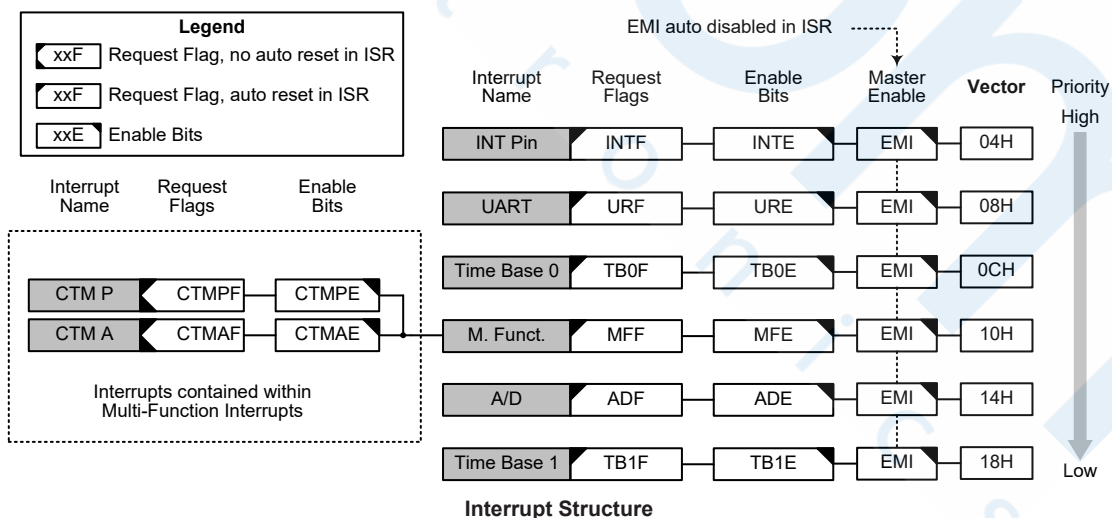 Legend
xxF Request Flag, no auto reset in ISR
xxF Request Flag, auto reset in ISR
xxE Enable Bits
EMI auto disabled in ISR
Interrupt Name Request Flags Enable Bits Master Enable Vector Priority
High
INT Pin INTF INTE EMI 04H
UART URF URE EMI 08H
Time Base 0 TB0F TB0E EMI 0CH
M. Funct. MFF MFE EMI 10H
A/D ADF ADE EMI 14H
Time Base 1 TB1F TB1E EMI 18H
Low
Interrupt Name Request Flags Enable Bits
CTM P CTMPF CTMPE
CTM A CTMAF CTMAE
Interrupts contained within
Multi-Function Interrupts
Interrupt Structure